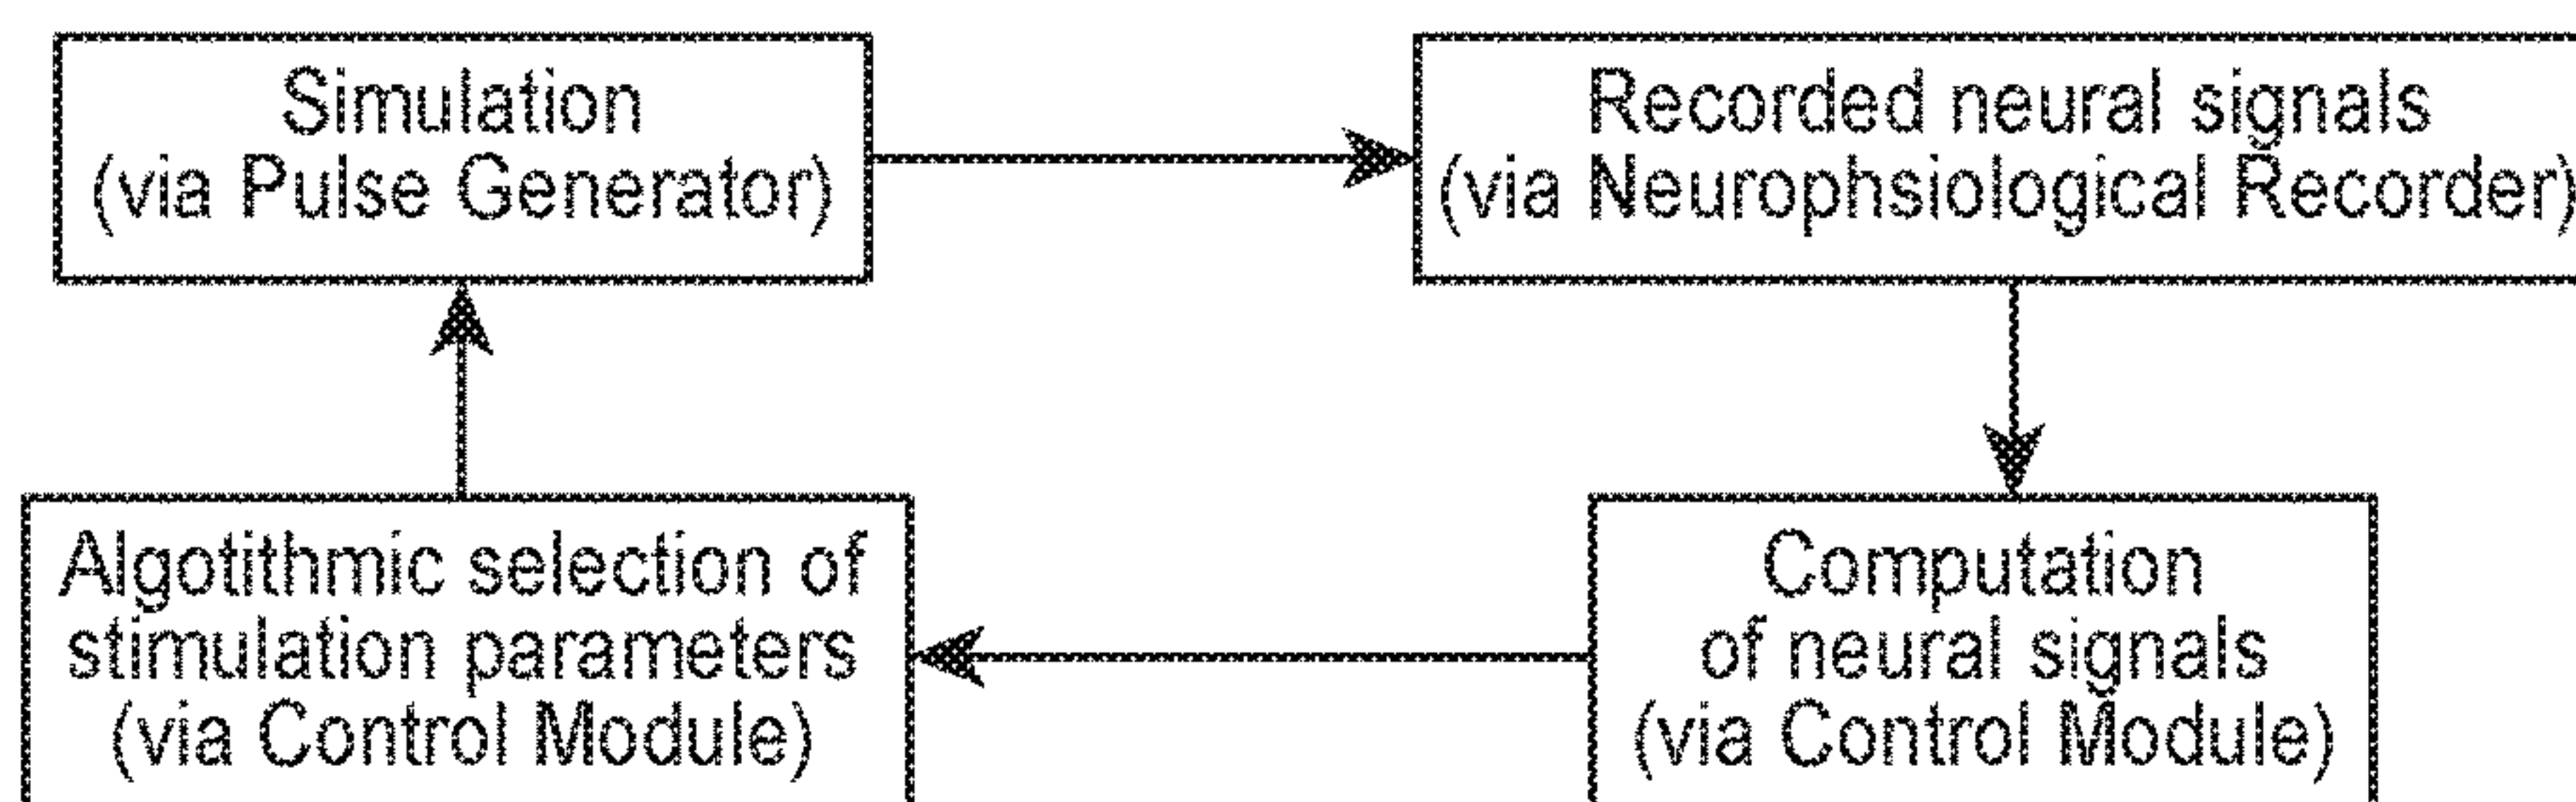 Simulation
(via Pulse Generator)
Recorded neural signals
(via Neurophsiological Recorder)
Algotithmic selection of
stimulation parameters
(via Control Module)
Computation
of neural signals
(via Control Module)